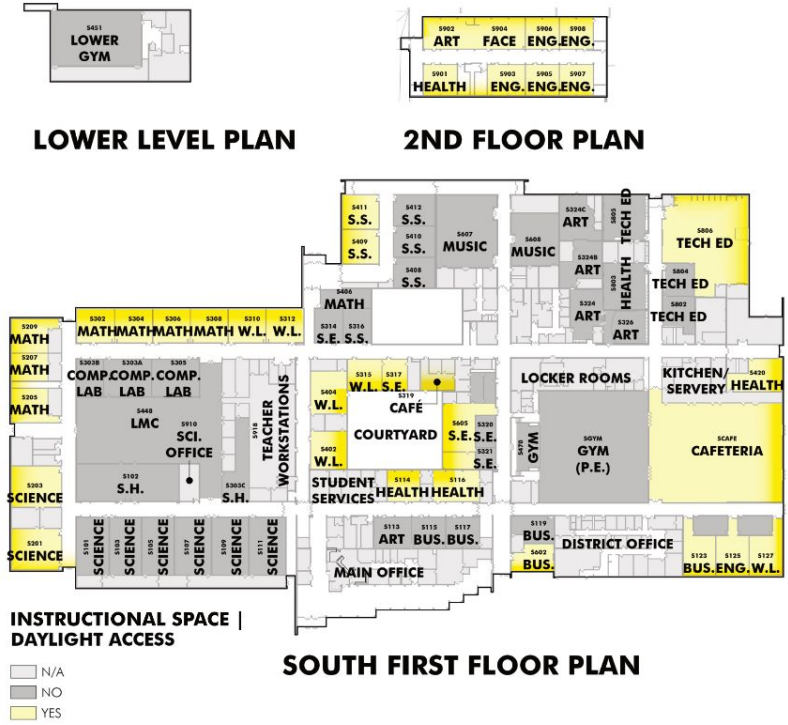 S451
LOWER
GYM
LOWER LEVEL PLAN
S902 S904 S906 S908
ART FACE ENG. ENG.
S901 S903 S905 S907
HEALTH ENG. ENG. ENG.
2ND FLOOR PLAN
S411
S.S.
S409
S.S.
S412
S.S.
S410
S.S.
S408
S.S.
S607
MUSIC
S608
MUSIC
S324C
ART
S324B
ART
S324
ART
S326
ART
S805
TECH ED
S803
HEALTH
S806
TECH ED
S804
TECH ED
S802
TECH ED
S406
MATH
S314 S316
S.E. S.S.
S302 S304 S306 S308 S310 S312
MATH MATH MATH MATH W.L. W.L.
S209
MATH
S207
MATH
S205
MATH
S303B S303A S305
COMP. COMP. COMP.
LAB LAB LAB
S448
LMC
S910
SCI.
OFFICE
S918
TEACHER
WORKSTATIONS
S102
S.H.
S303C
S.H.
S404
W.L.
S402
W.L.
S315 S317
W.L. S.E.
S319
CAFÉ
COURTYARD
S605
S.E.
S320
S.E.
S321
S.E.
STUDENT
SERVICES
S114 S116
HEALTH HEALTH
LOCKER ROOMS
KITCHEN/
SERVERY
S420
HEALTH
S470
GYM
SGYM
GYM
(P.E.)
SCAFE
CAFETERIA
S203
SCIENCE
S201
SCIENCE
S101
SCIENCE
S103
SCIENCE
S105
SCIENCE
S107
SCIENCE
S109
SCIENCE
S111
SCIENCE
S113 S115 S117
ART BUS. BUS.
MAIN OFFICE
S119
BUS.
S602
BUS.
DISTRICT OFFICE
S123 S125 S127
BUS. ENG. W.L.
INSTRUCTIONAL SPACE |
DAYLIGHT ACCESS
N/A
NO
YES
SOUTH FIRST FLOOR PLAN